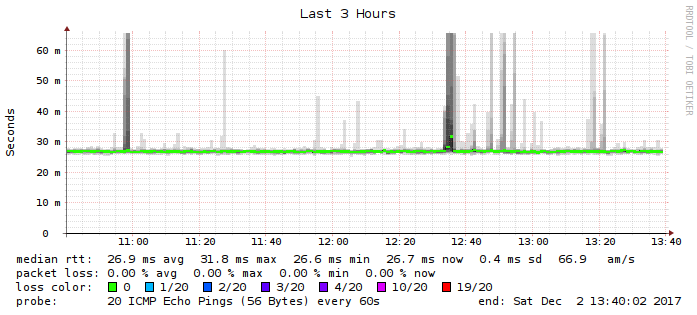 Last 3 Hours
RRDTOOL / TOBI OETIKER
Seconds
60 m
50 m
40 m
30 m
20 m
10 m
0
11:00 11:20 11:40 12:00 12:20 12:40 13:00 13:20 13:40
median rtt: 26.9 ms avg 31.8 ms max 26.6 ms min 26.7 ms now 0.4 ms sd 66.9 am/s
packet loss: 0.00 % avg 0.00 % max 0.00 % min 0.00 % now
loss color: 0 1/20 2/20 3/20 4/20 10/20 19/20
probe: 20 ICMP Echo Pings (56 Bytes) every 60s end: Sat Dec 2 13:40:02 2017